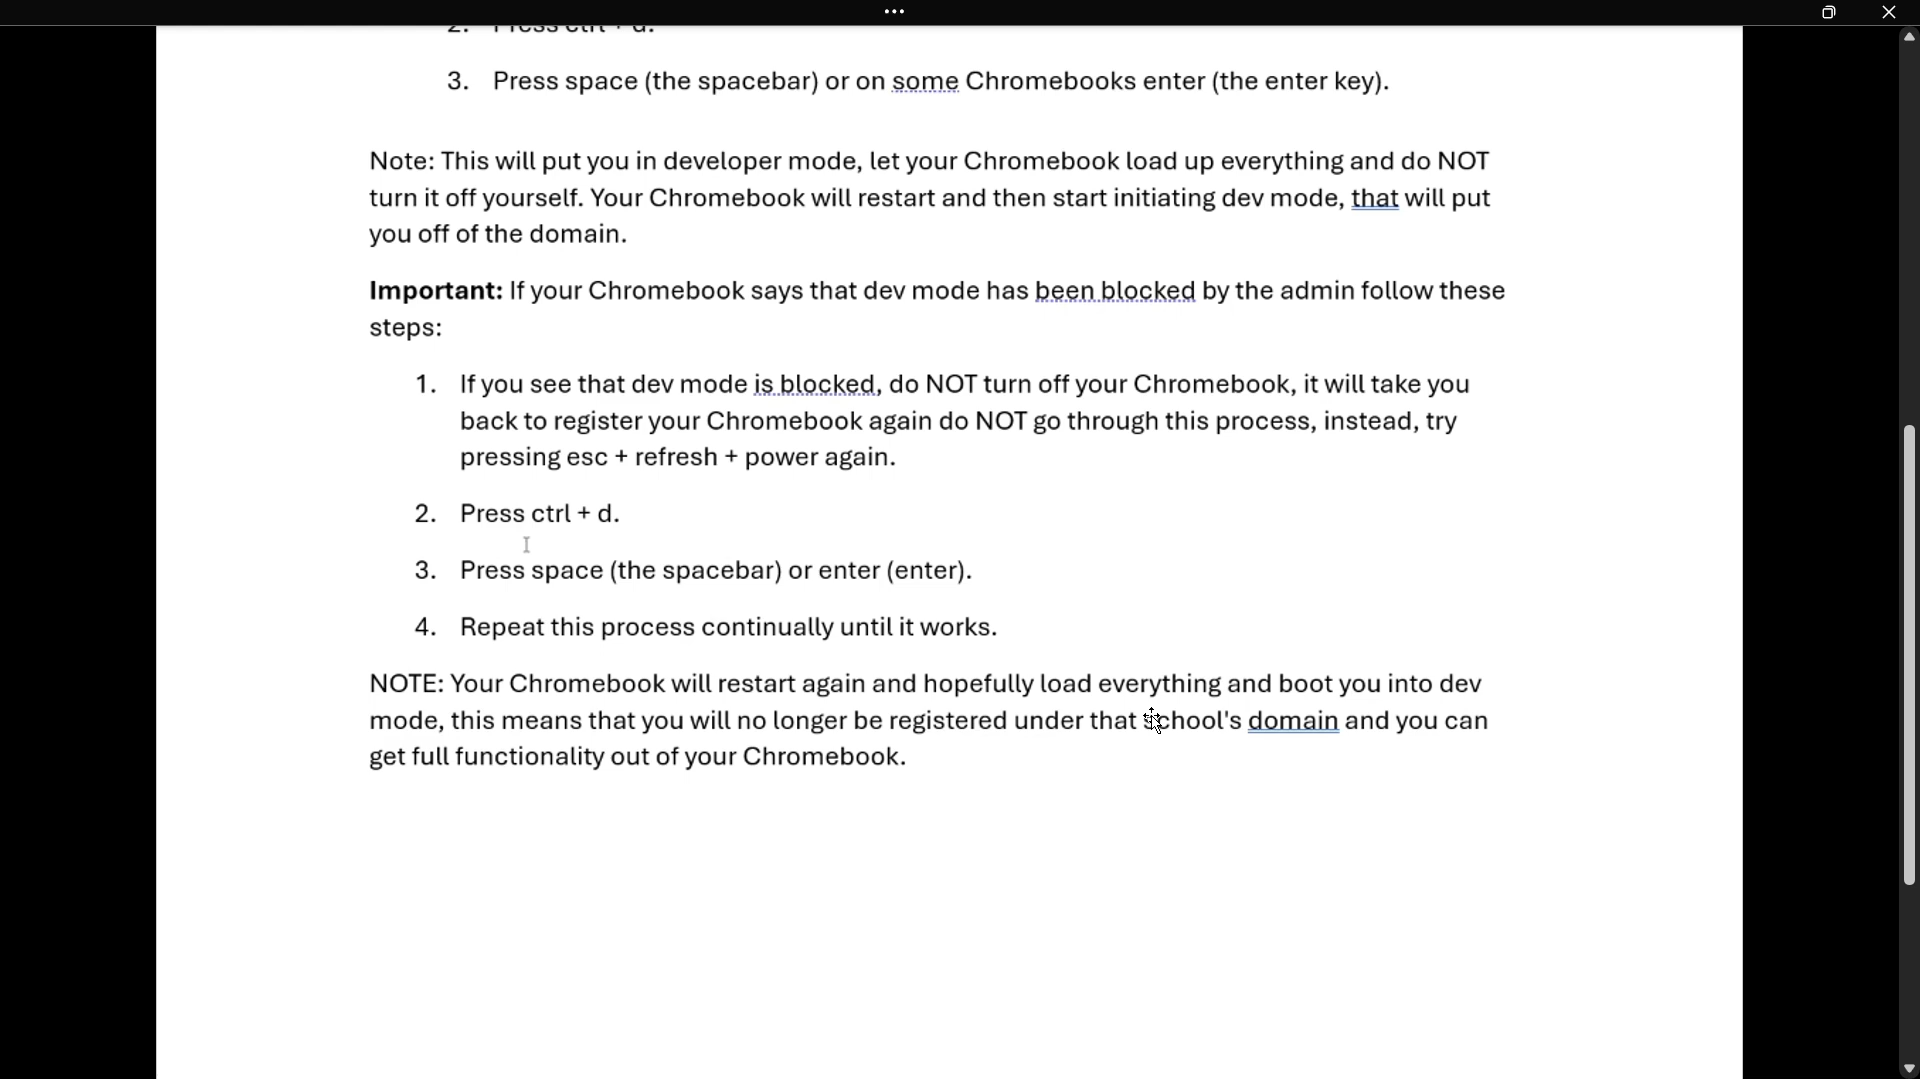 2. Press ctrl + d.
3. Press space (the spacebar) or on some Chromebooks enter (the enter key).
Note: This will put you in developer mode, let your Chromebook load up everything and do NOT
turn it off yourself. Your Chromebook will restart and then start initiating dev mode, that will put
you off of the domain.
Important: If your Chromebook says that dev mode has been blocked by the admin follow these
steps:
1. If you see that dev mode is blocked, do NOT turn off your Chromebook, it will take you
back to register your Chromebook again do NOT go through this process, instead, try
pressing esc + refresh + power again.
2. Press ctrl + d.
3. Press space (the spacebar) or enter (enter).
4. Repeat this process continually until it works.
NOTE: Your Chromebook will restart again and hopefully load everything and boot you into dev
mode, this means that you will no longer be registered under that school's domain and you can
get full functionality out of your Chromebook.